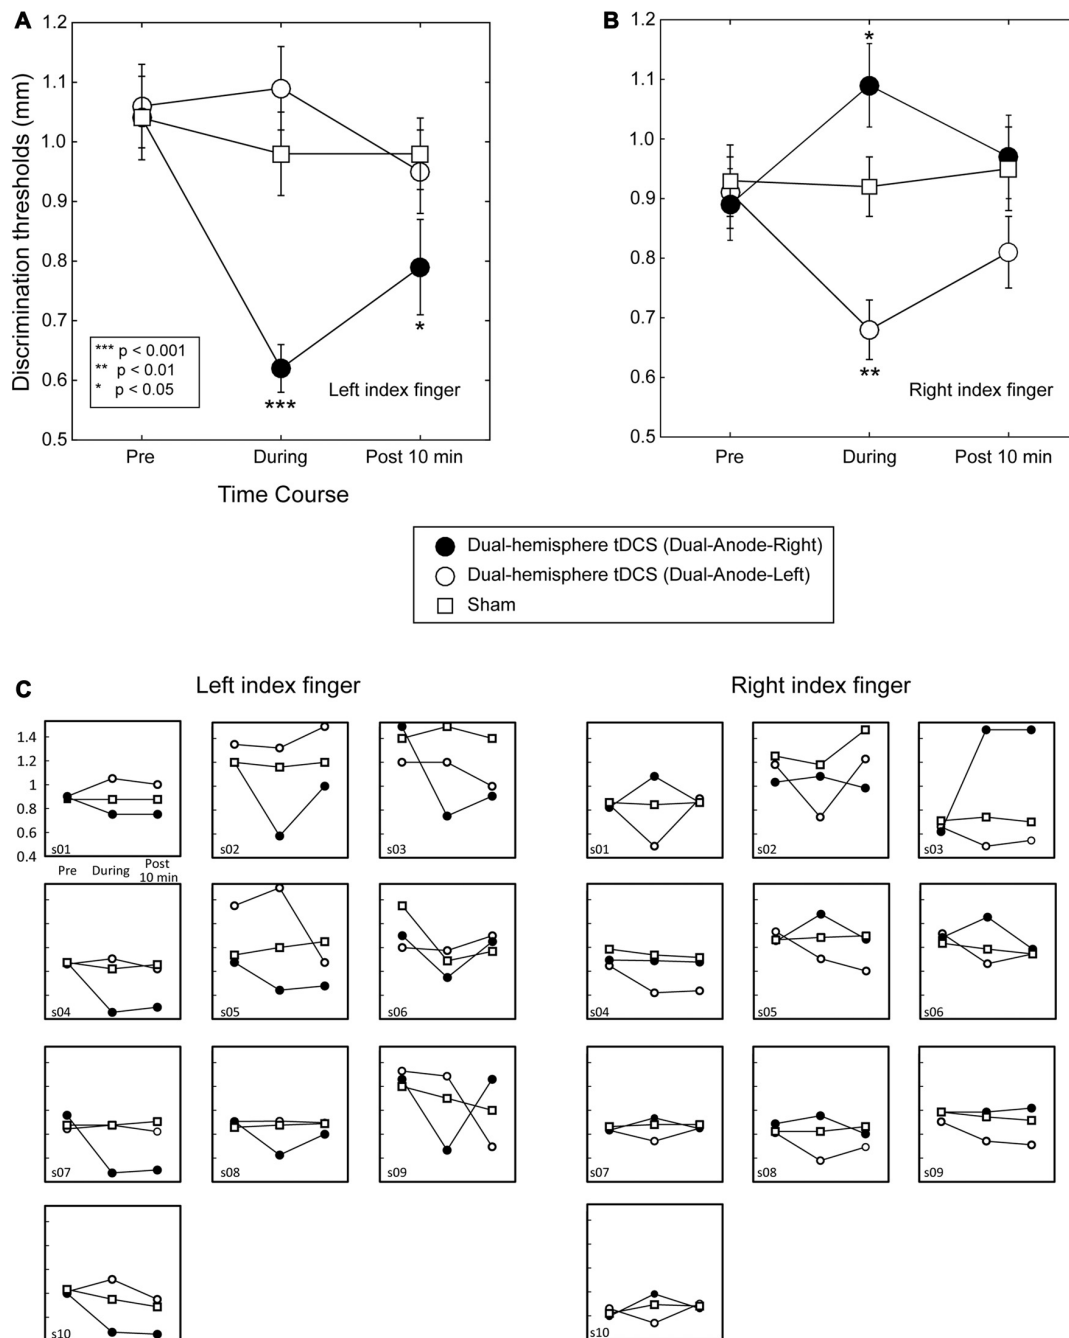 A
B
1.2
1.1
1.0
0.9
0.8
0.7
0.6
0.5
Discrimination thresholds (mm)
*** p < 0.001
** p < 0.01
* p < 0.05
***
*
Left index finger
Pre
During
Post 10 min
Time Course
1.2
1.1
1.0
0.9
0.8
0.7
0.6
0.5
*
**
Right index finger
Pre
During
Post 10 min
Dual-hemisphere tDCS (Dual-Anode-Right)
Dual-hemisphere tDCS (Dual-Anode-Left)
Sham
C
Left index finger
Right index finger
1.4
1.2
1
0.8
0.6
0.4
s01
s02
s03
s01
s02
s03
Pre
During
Post
10 min
s04
s05
s06
s04
s05
s06
s07
s08
s09
s07
s08
s09
s10
s10